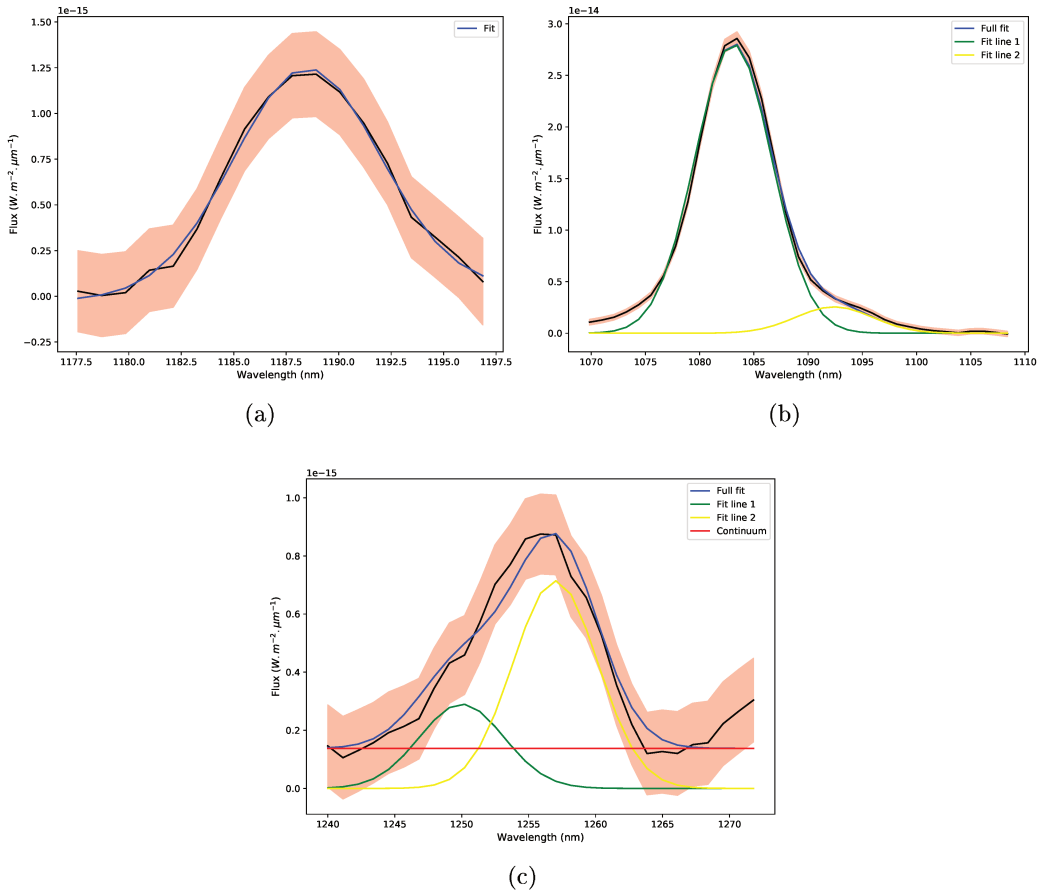 1e−15
1.50
1.25
1.00
0.75
0.50
0.25
0.00
−0.25
Flux (W. m⁻². μm⁻¹)
Fit
1177.5 1180.0 1182.5 1185.0 1187.5 1190.0 1192.5 1195.0 1197.5
Wavelength (nm)
(a)
1e−14
3.0
2.5
2.0
1.5
1.0
0.5
0.0
Flux (W. m⁻². μm⁻¹)
Full fit
Fit line 1
Fit line 2
1070 1075 1080 1085 1090 1095 1100 1105 1110
Wavelength (nm)
(b)
1e−15
1.0
0.8
0.6
0.4
0.2
0.0
Flux (W. m⁻². μm⁻¹)
Full fit
Fit line 1
Fit line 2
Continuum
1240 1245 1250 1255 1260 1265 1270
Wavelength (nm)
(c)